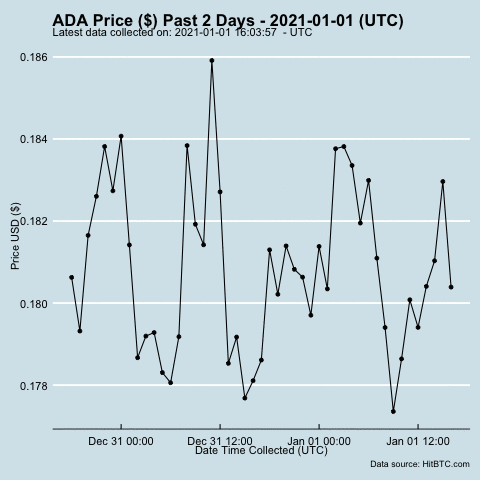 ADA Price ($) Past 2 Days - 2021-01-01 (UTC)
Latest data collected on: 2021-01-01 16:03:57  - UTC
0.186
0.184
0.182
0.180
0.178
Price USD ($)
Dec 31 00:00 Dec 31 12:00 Jan 01 00:00 Jan 01 12:00
Date Time Collected (UTC)
Data source: HitBTC.com